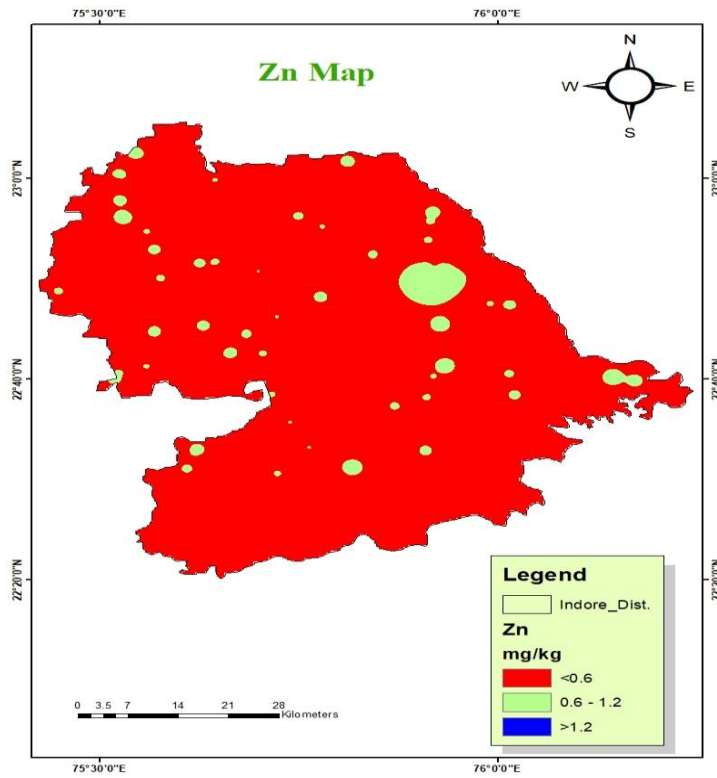 75°30'0"E 76°0'0"E
Zn Map
N
W E
S
23°0'0"N 23°0'0"N
22°40'0"N 22°40'0"N
22°20'0"N 22°20'0"N
Legend
Indore_Dist.
Zn
mg/kg
<0.6
0.6 - 1.2
>1.2
0 3.5 7 14 21 28
Kilometers
75°30'0"E 76°0'0"E